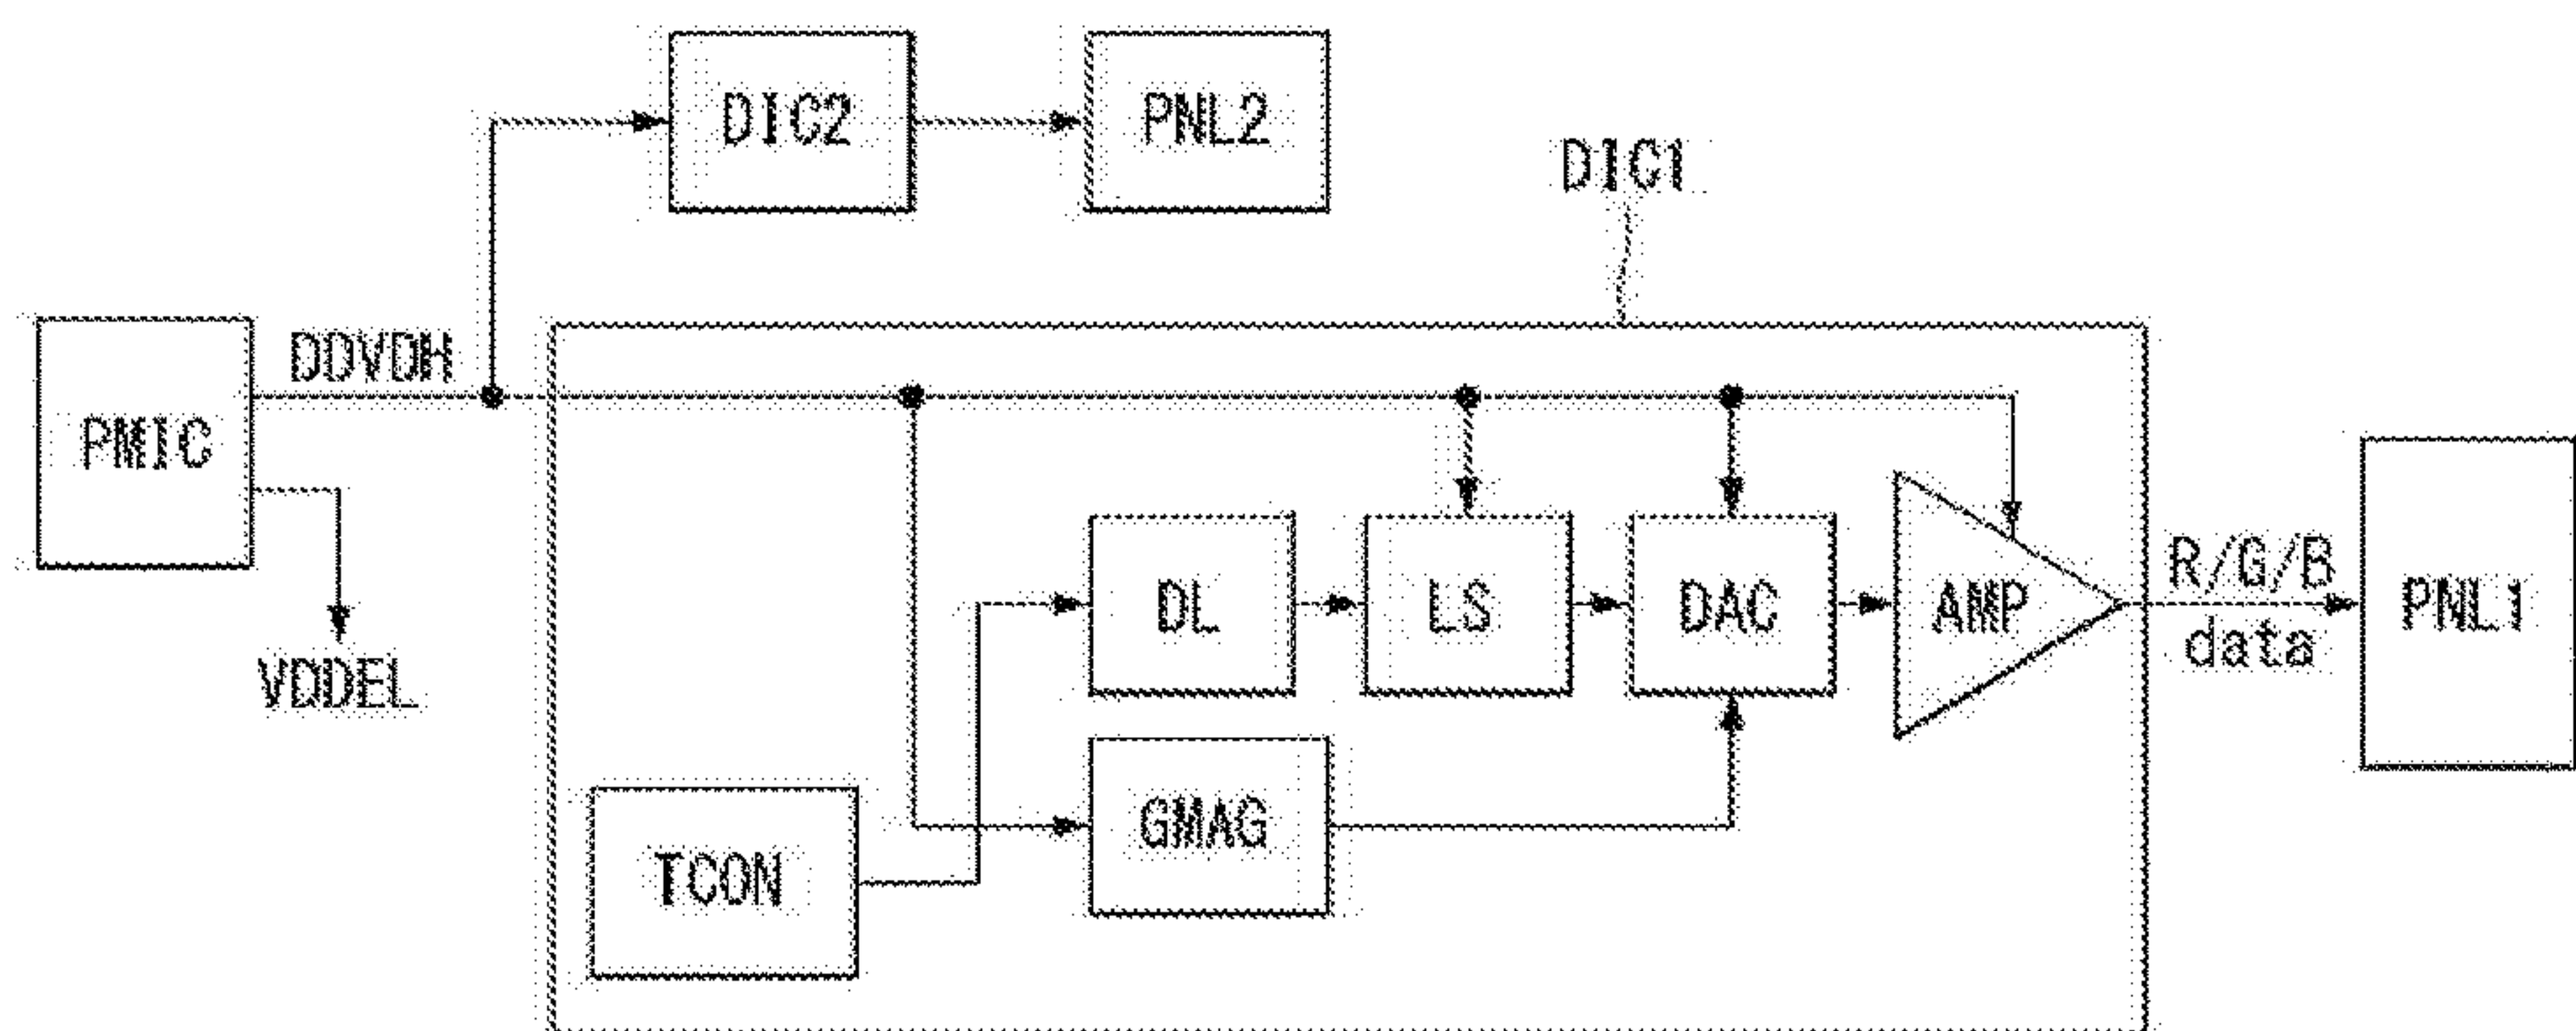 DIC2
PNL2
DIC1
DDVDH
PMIC
VDDEL
DL
LS
DAC
AMP
R/G/B
data
PNL1
GMAG
TCON